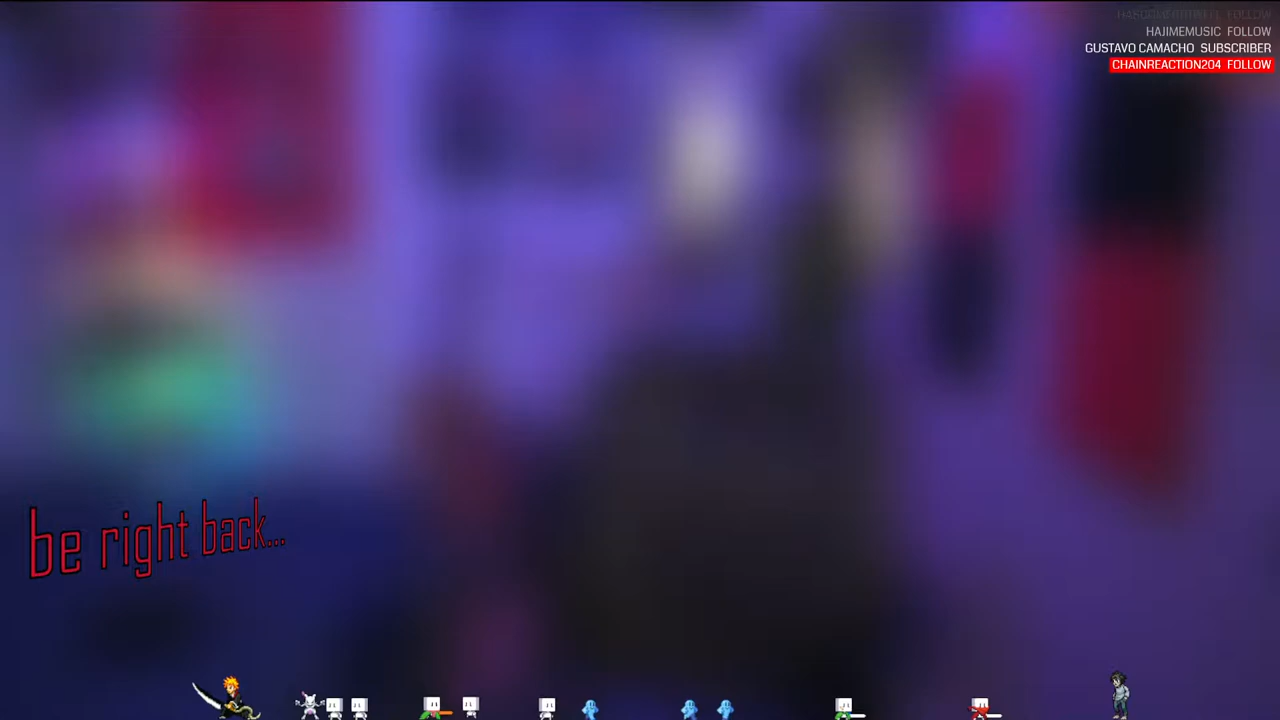 HAJIMEMUSIC FOLLOW
GUSTAVO CAMACHO SUBSCRIBER
CHAINREACTION204 FOLLOW
be right back...